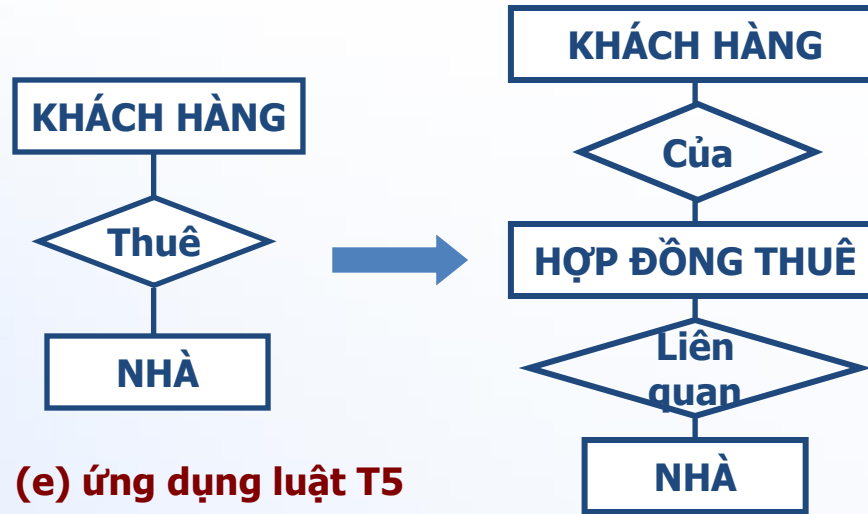 KHÁCH HÀNG
Thuê
NHÀ
(e) ứng dụng luật T5
KHÁCH HÀNG
Của
HỢP ĐỒNG THUÊ
Liên
quan
NHÀ